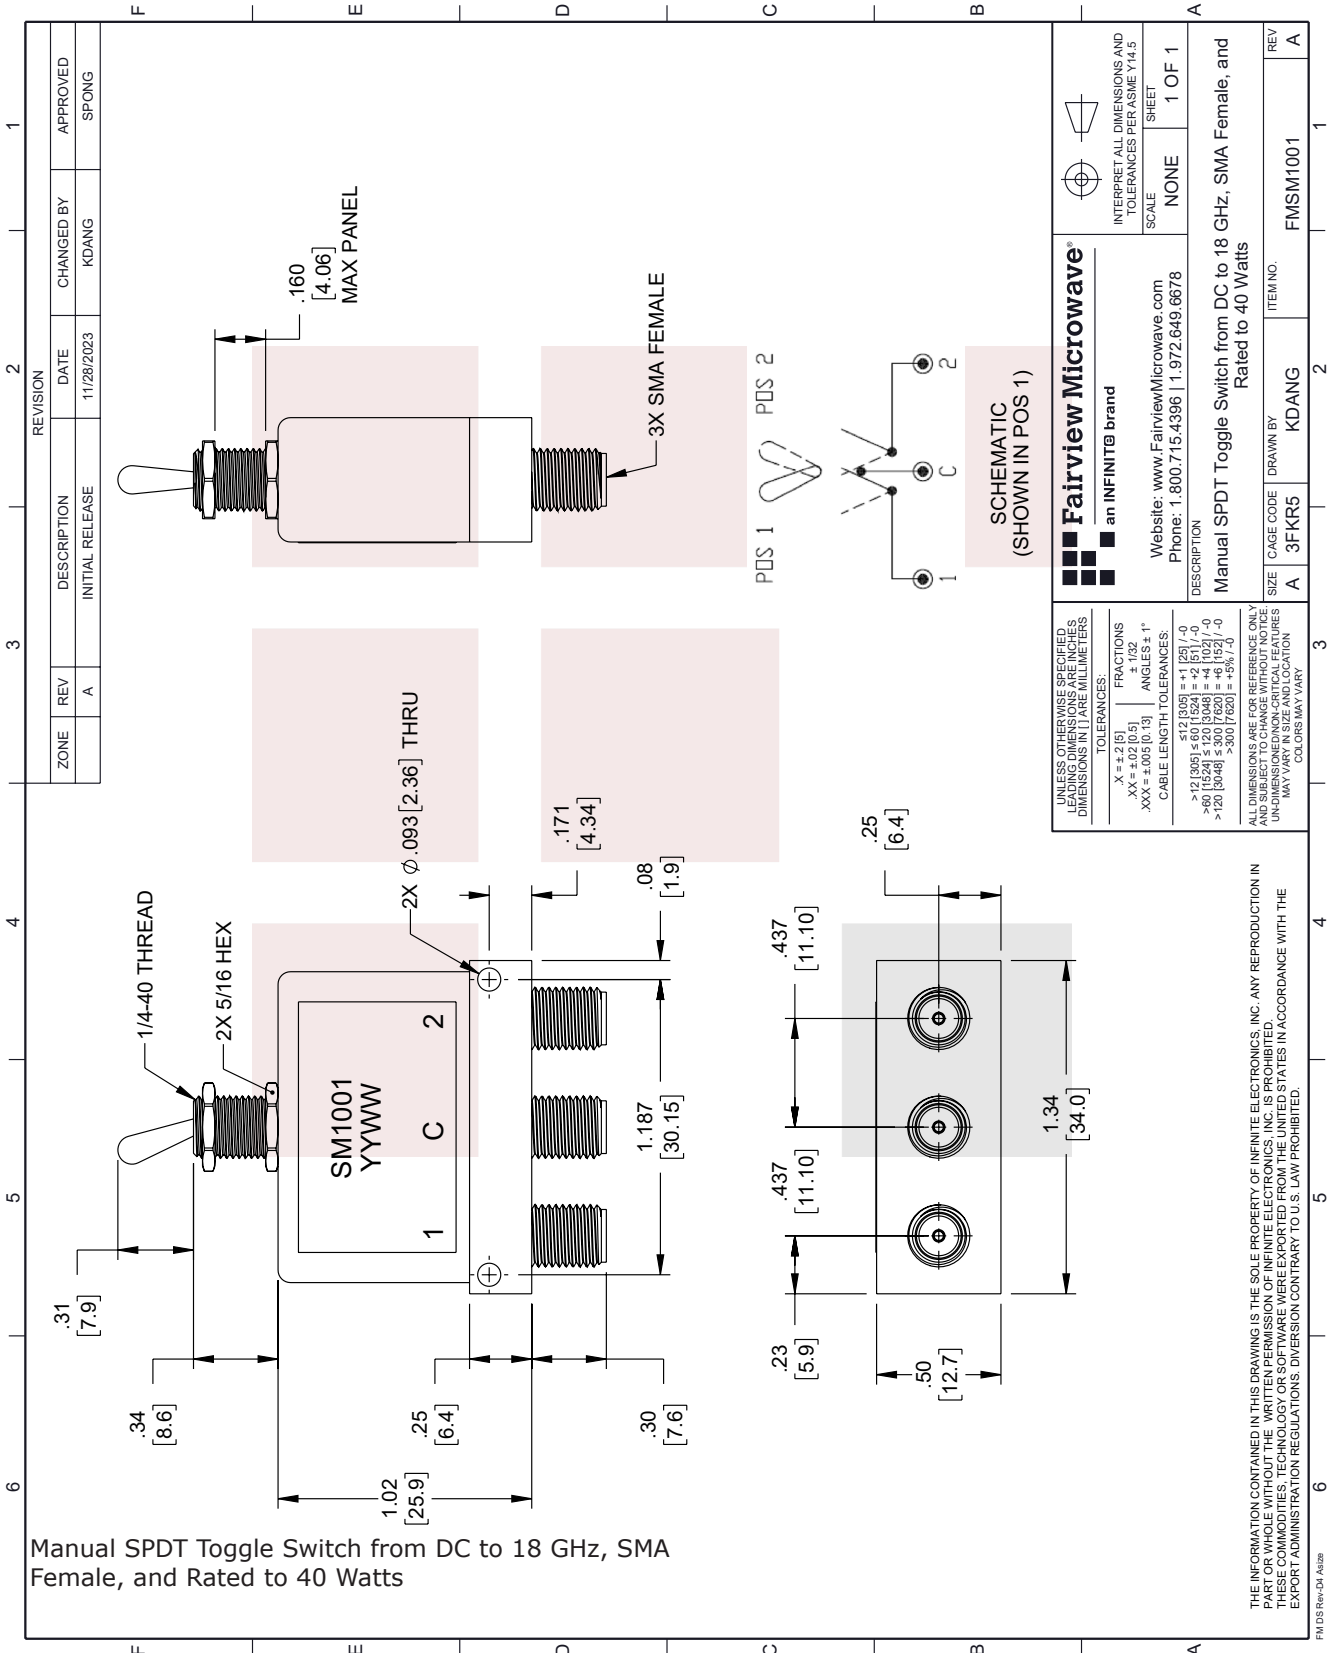 6
5
4
3
2
1
F
E
D
C
B
A
REVISION
ZONE
REV
DESCRIPTION
DATE
CHANGED BY
APPROVED
A
INITIAL RELEASE
11/28/2023
KDANG
SPONG
.31
[7.9]
.34
[8.6]
1.02
[25.9]
.25
[6.4]
.30
[7.6]
1/4-40 THREAD
2X 5/16 HEX
SM1001
YYWW
1
C
2
2X ∅ .093 [2.36] THRU
.171
[4.34]
.08
[1.9]
1.187
[30.15]
.160
[4.06]
MAX PANEL
3X SMA FEMALE
.23
[5.9]
.437
[11.10]
.437
[11.10]
.25
[6.4]
.50
[12.7]
1.34
[34.0]
POS 1
POS 2
1
C
2
SCHEMATIC
(SHOWN IN POS 1)
UNLESS OTHERWISE SPECIFIED
LEADING DIMENSIONS ARE INCHES
DIMENSIONS IN [ ] ARE MILLIMETERS
TOLERANCES:
.X = ±.2 [5]
.XX = ±.02 [0.5]
.XXX = ±.005 [0.13]
FRACTIONS
± 1/32
ANGLES ± 1°
CABLE LENGTH TOLERANCES:
≤12 [305] = +1 [25] / -0
>12 [305] ≤ 60 [1524] = +2 [51] / -0
>60 [1524] ≤ 120 [3048] = +4 [102] / -0
>120 [3048] ≤ 300 [7620] = +6 [152] / -0
>300 [7620] = +5% / -0
ALL DIMENSIONS ARE FOR REFERENCE ONLY
AND SUBJECT TO CHANGE WITHOUT NOTICE.
UN-DIMENSIONED/NON-CRITICAL FEATURES
MAY VARY IN SIZE AND LOCATION
COLORS MAY VARY
Fairview Microwave®
an INFINIT@ brand
Website: www.FairviewMicrowave.com
Phone: 1.800.715.4396 | 1.972.649.6678
INTERPRET ALL DIMENSIONS AND
TOLERANCES PER ASME Y14.5
SCALE
NONE
SHEET
1 OF 1
DESCRIPTION
Manual SPDT Toggle Switch from DC to 18 GHz, SMA Female, and
Rated to 40 Watts
SIZE
A
CAGE CODE
3FKR5
DRAWN BY
KDANG
ITEM NO.
FMSM1001
REV
A
THE INFORMATION CONTAINED IN THIS DRAWING IS THE SOLE PROPERTY OF INFINITE ELECTRONICS, INC. ANY REPRODUCTION IN
PART OR WHOLE WITHOUT THE WRITTEN PERMISSION OF INFINITE ELECTRONICS, INC. IS PROHIBITED.
THESE COMMODITIES, TECHNOLOGY OR SOFTWARE WERE EXPORTED FROM THE UNITED STATES IN ACCORDANCE WITH THE
EXPORT ADMINISTRATION REGULATIONS. DIVERSION CONTRARY TO U.S. LAW PROHIBITED.
6
5
4
3
2
1
F
E
D
C
B
A
FM DS Rev-D4 Asize
Manual SPDT Toggle Switch from DC to 18 GHz, SMA
Female, and Rated to 40 Watts